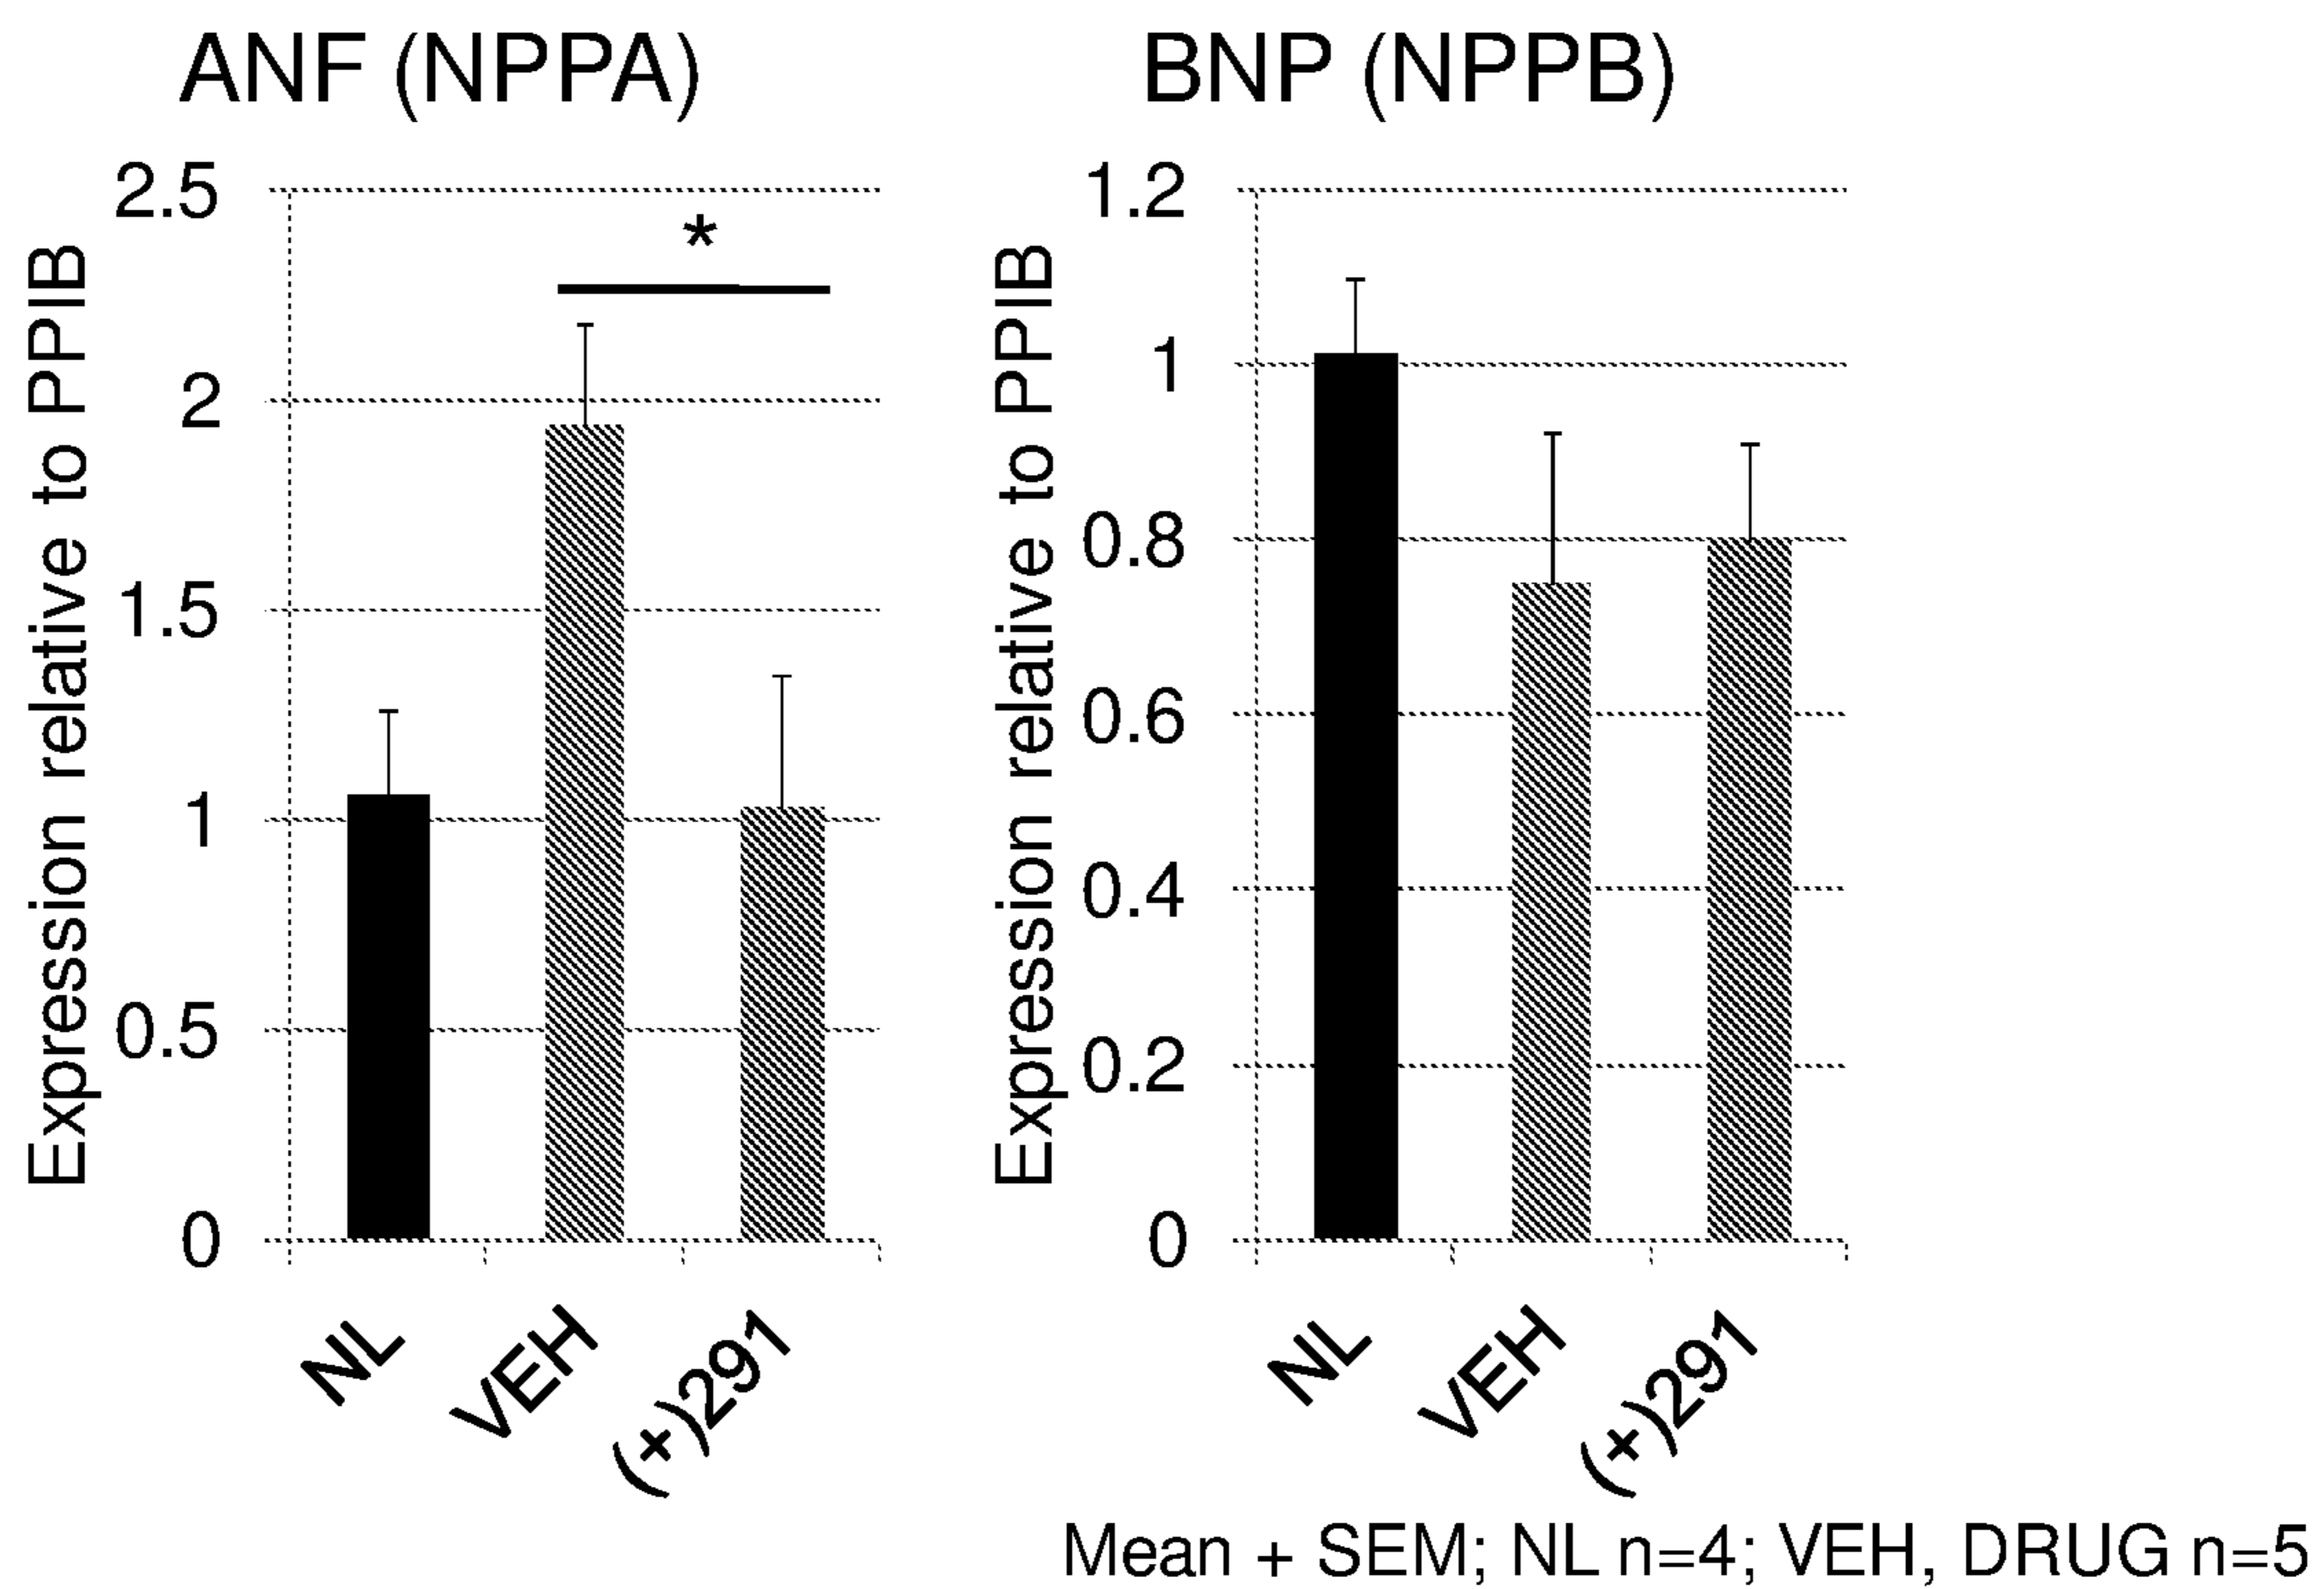 ANF (NPPA)
Expression relative to PPIB
2.5
2
1.5
1
0.5
0
*
NL
VEH
(+)291
BNP (NPPB)
Expression relative to PPIB
1.2
1
0.8
0.6
0.4
0.2
0
NL
VEH
(+)291
Mean + SEM; NL n=4; VEH, DRUG n=5